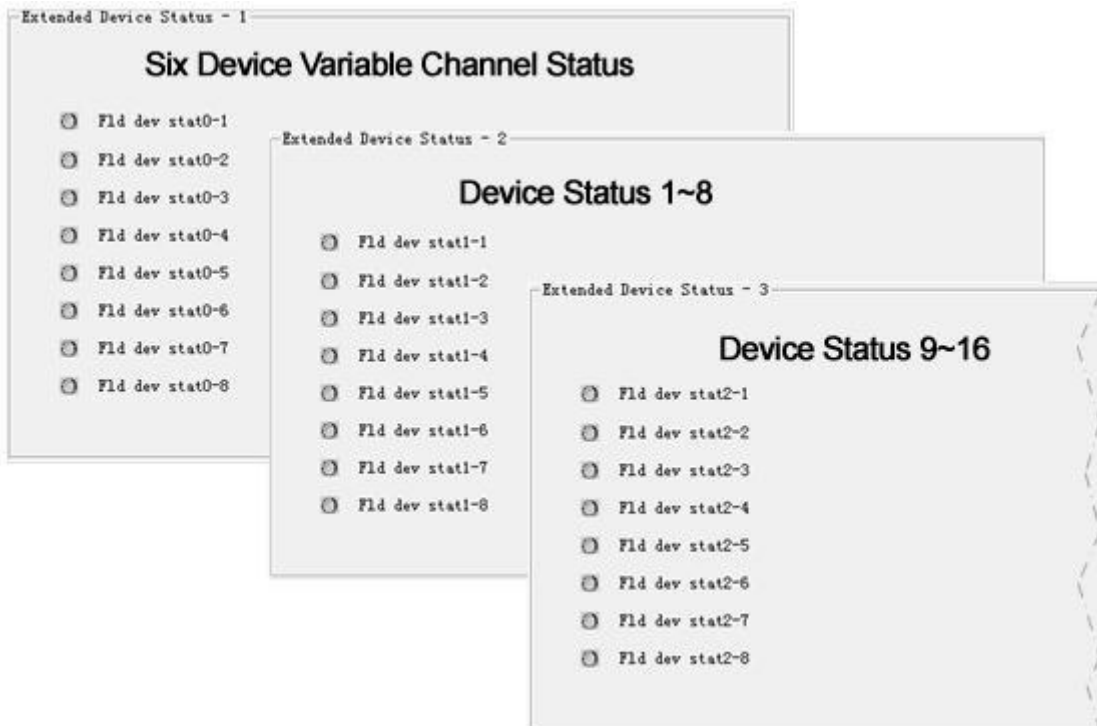 Extended Device Status - 1
Six Device Variable Channel Status
Fld dev stat0-1
Fld dev stat0-2
Fld dev stat0-3
Fld dev stat0-4
Fld dev stat0-5
Fld dev stat0-6
Fld dev stat0-7
Fld dev stat0-8
Extended Device Status - 2
Device Status 1~8
Fld dev stat1-1
Fld dev stat1-2
Fld dev stat1-3
Fld dev stat1-4
Fld dev stat1-5
Fld dev stat1-6
Fld dev stat1-7
Fld dev stat1-8
Extended Device Status - 3
Device Status 9~16
Fld dev stat2-1
Fld dev stat2-2
Fld dev stat2-3
Fld dev stat2-4
Fld dev stat2-5
Fld dev stat2-6
Fld dev stat2-7
Fld dev stat2-8